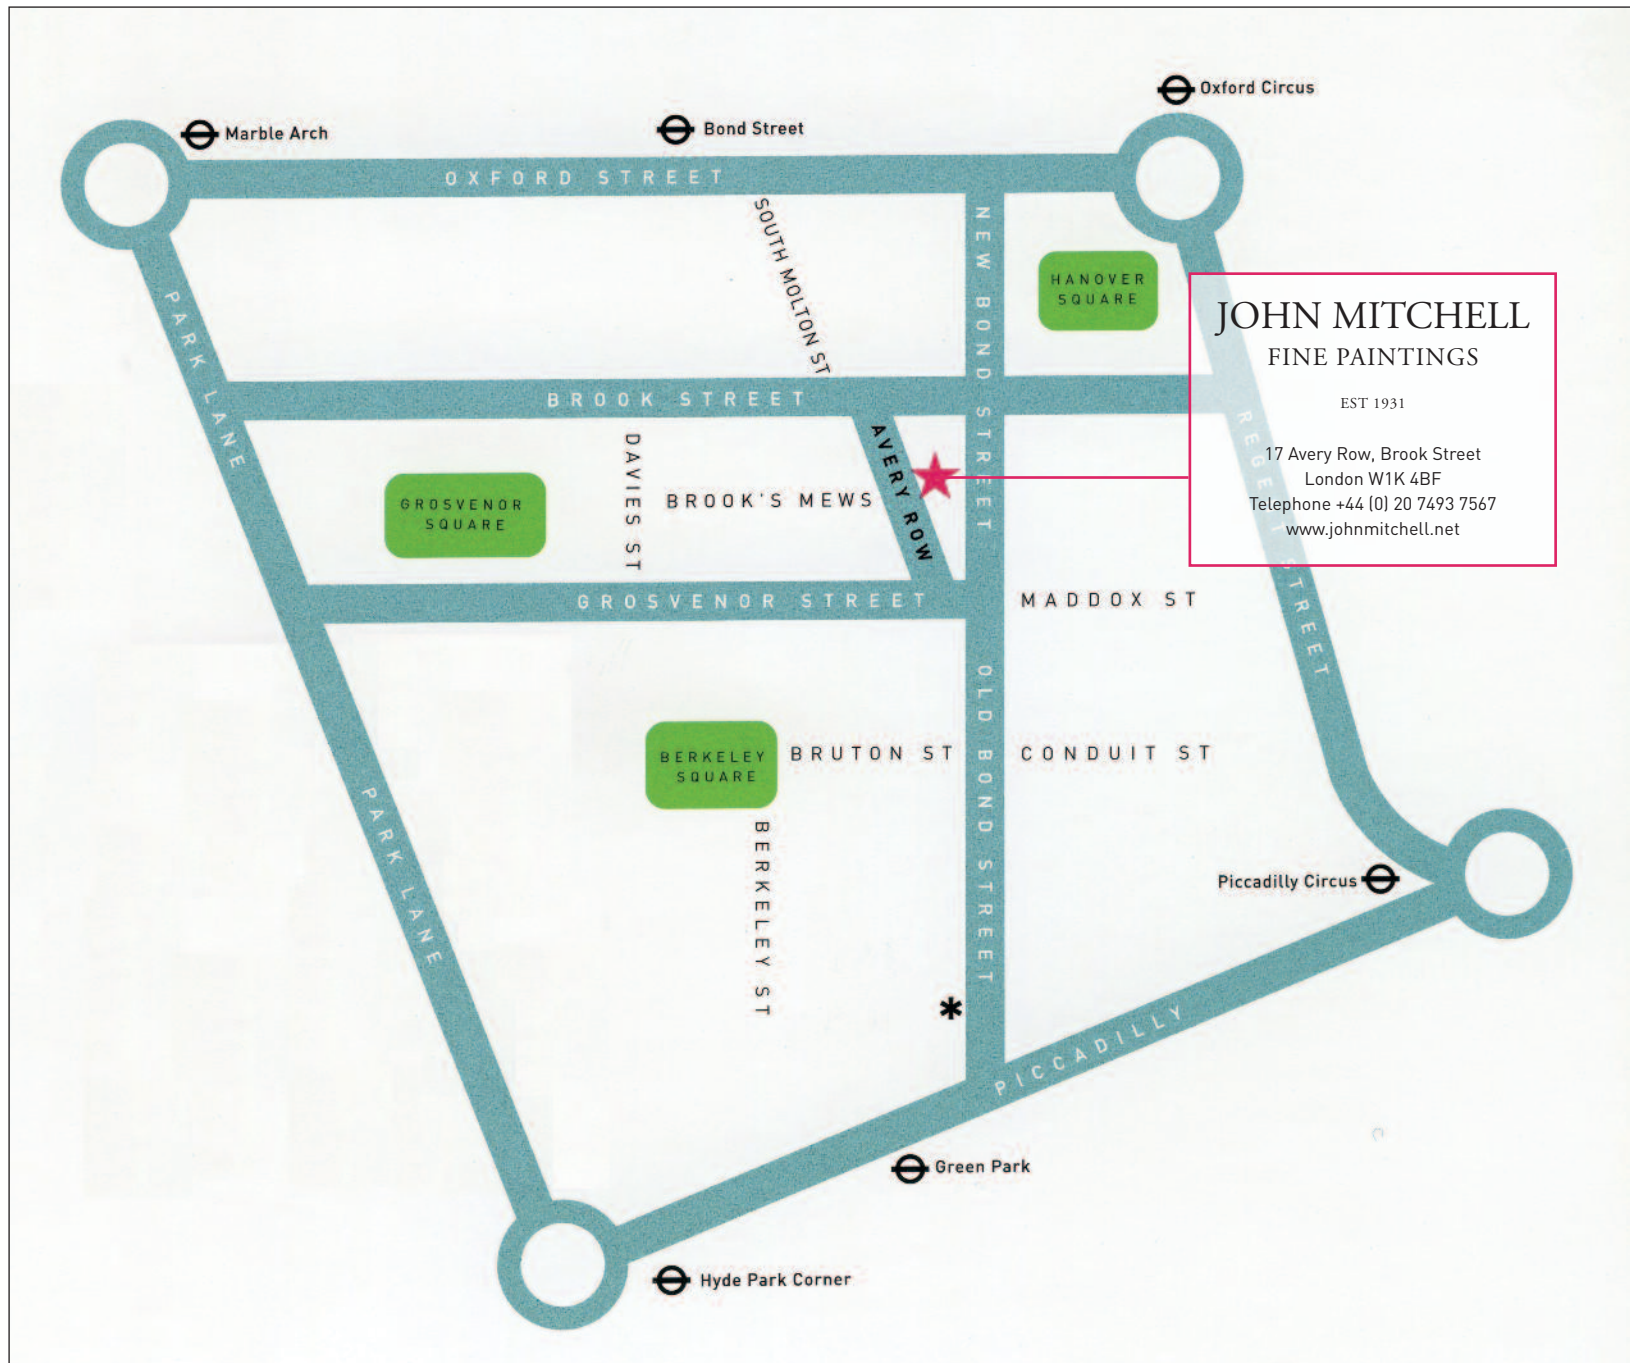 Oxford Circus
Marble Arch
Bond Street
OXFORD STREET
SOUTH MOLTON ST
NEW BOND STREET
HANOVER
SQUARE
PARK LANE
JOHN MITCHELL
FINE PAINTINGS
EST 1931
17 Avery Row, Brook Street
London W1K 4BF
Telephone +44 (0) 20 7493 7567
www.johnmitchell.net
BROOK STREET
REGENT STREET
AVERY ROW
DAVIES ST
BROOK'S MEWS
GROSVENOR
SQUARE
GROSVENOR STREET
MADDOX ST
OLD BOND STREET
BERKELEY
SQUARE
BRUTON ST
CONDUIT ST
PARK LANE
BERKELEY ST
Piccadilly Circus
*
PICCADILLY
Green Park
Hyde Park Corner